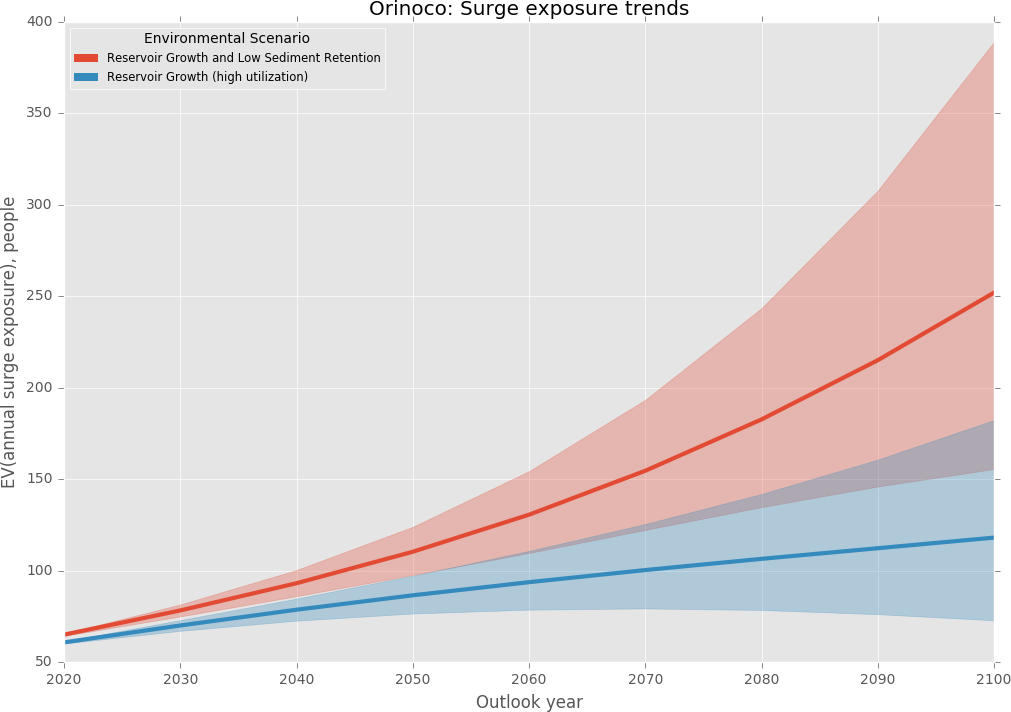 Orinoco: Surge exposure trends
Environmental Scenario
Reservoir Growth and Low Sediment Retention
Reservoir Growth (high utilization)
EV(annual surge exposure), people
400
350
300
250
200
150
100
50
2020 2030 2040 2050 2060 2070 2080 2090 2100
Outlook year